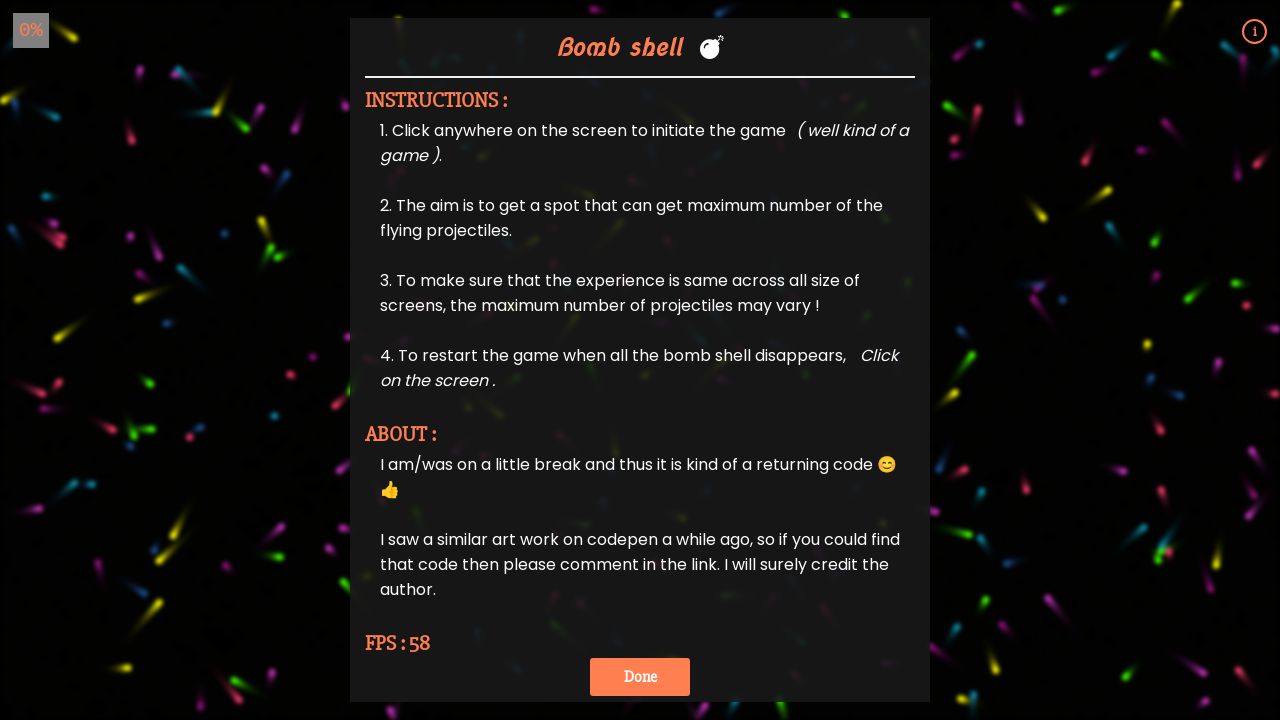 0%
i
Bomb shell 💣
INSTRUCTIONS :
1. Click anywhere on the screen to initiate the game ( well kind of a
game ).
2. The aim is to get a spot that can get maximum number of the
flying projectiles.
3. To make sure that the experience is same across all size of
screens, the maximum number of projectiles may vary !
4. To restart the game when all the bomb shell disappears, Click
on the screen .
ABOUT :
I am/was on a little break and thus it is kind of a returning code 😊
👍
I saw a similar art work on codepen a while ago, so if you could find
that code then please comment in the link. I will surely credit the
author.
FPS : 58
Done